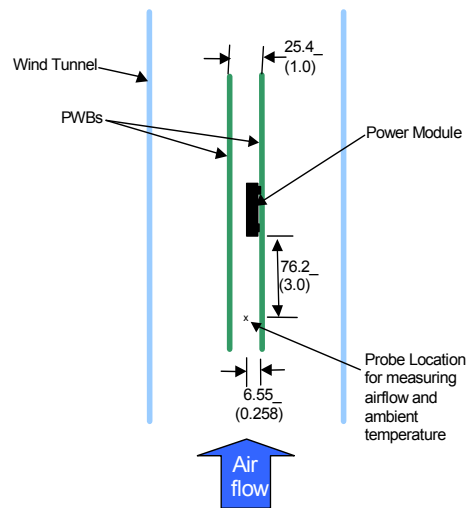 25.4_
(1.0)
Wind Tunnel
PWBs
Power Module
76.2_
(3.0)
x
Probe Location
for measuring
airflow and
ambient
temperature
6.55_
(0.258)
Air
flow